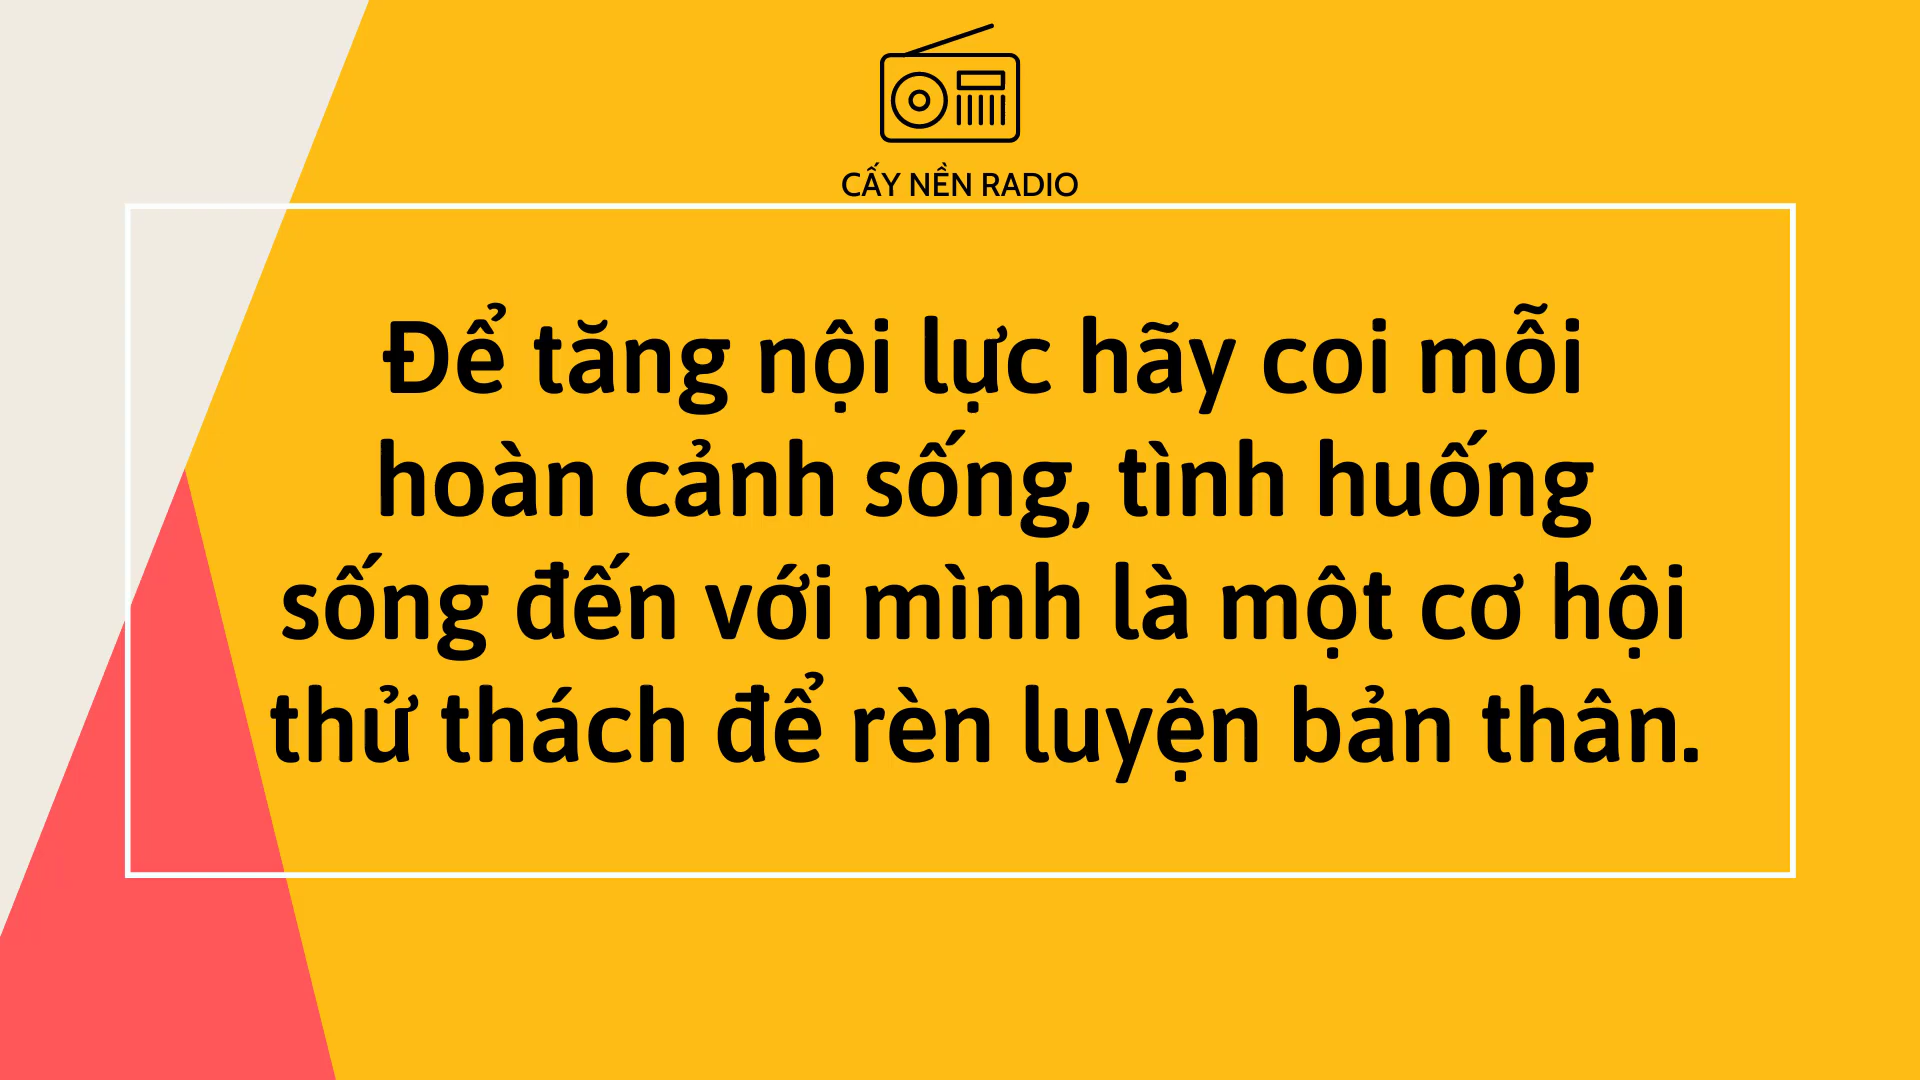 CẤY NỀN RADIO
Để tăng nội lực hãy coi mỗi
hoàn cảnh sống, tình huống
sống đến với mình là một cơ hội
thử thách để rèn luyện bản thân.